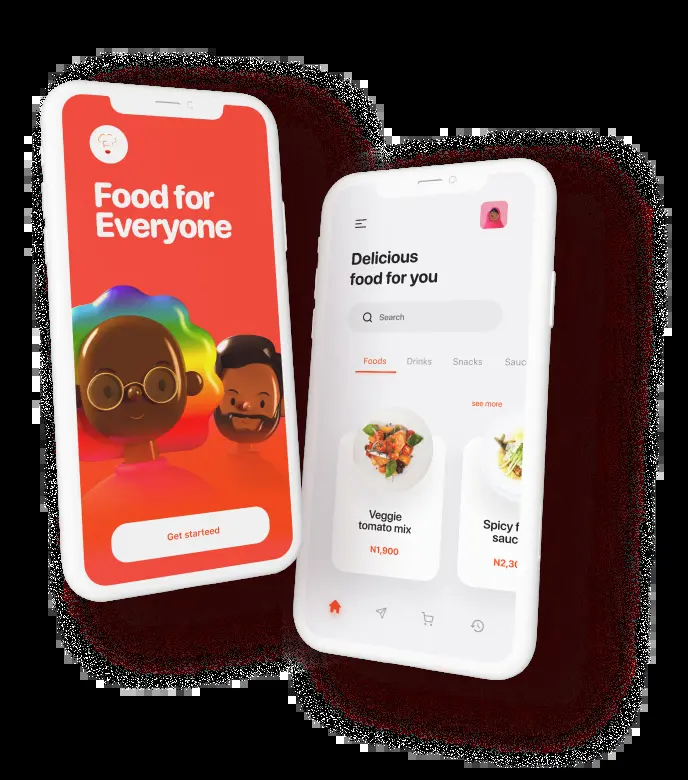 Food for
Everyone
Get starteed
Delicious
food for you
Search
Foods Drinks Snacks Sauc
see more
Veggie
tomato mix
N1,900
Spicy f
sauc
N2,3